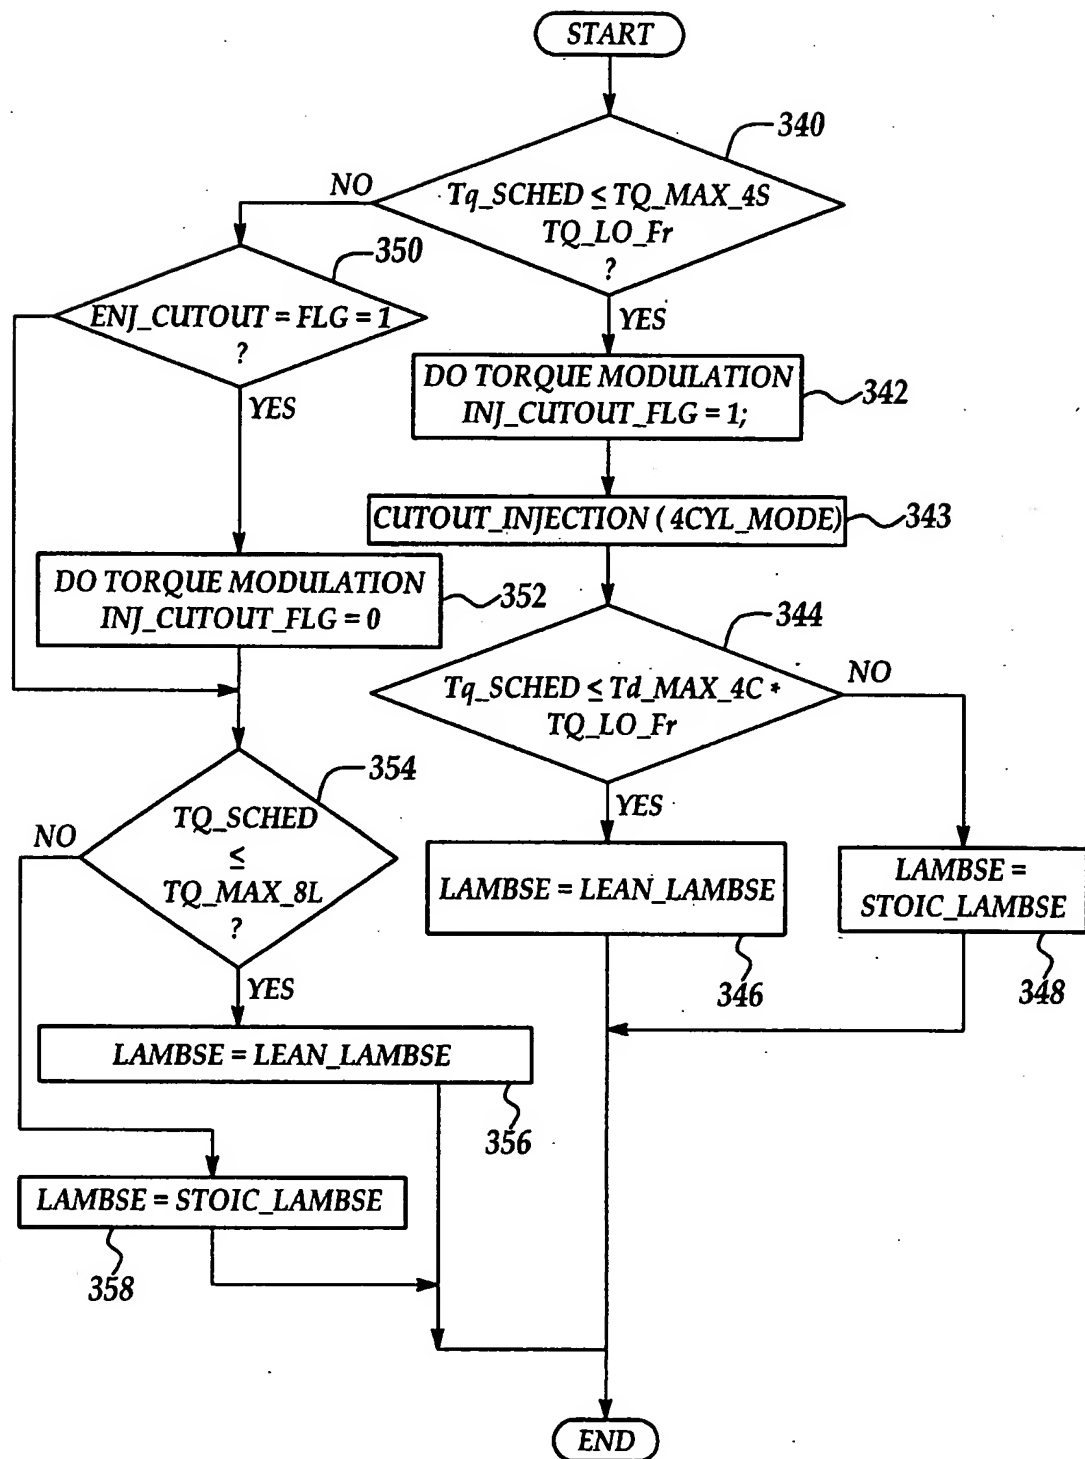 START
340
Tq_SCHED ≤ TQ_MAX_4S
TQ_LO_Fr
?
NO
YES
350
ENJ_CUTOUT = FLG = 1
?
YES
DO TORQUE MODULATION
INJ_CUTOUT_FLG = 1;
342
CUTOUT_INJECTION ( 4CYL_MODE)
343
DO TORQUE MODULATION
INJ_CUTOUT_FLG = 0
352
344
Tq_SCHED ≤ Td_MAX_4C *
TQ_LO_Fr
NO
YES
354
TQ_SCHED
≤
TQ_MAX_8L
?
NO
YES
LAMBSE = LEAN_LAMBSE
346
LAMBSE =
STOIC_LAMBSE
348
LAMBSE = LEAN_LAMBSE
356
LAMBSE = STOIC_LAMBSE
358
END